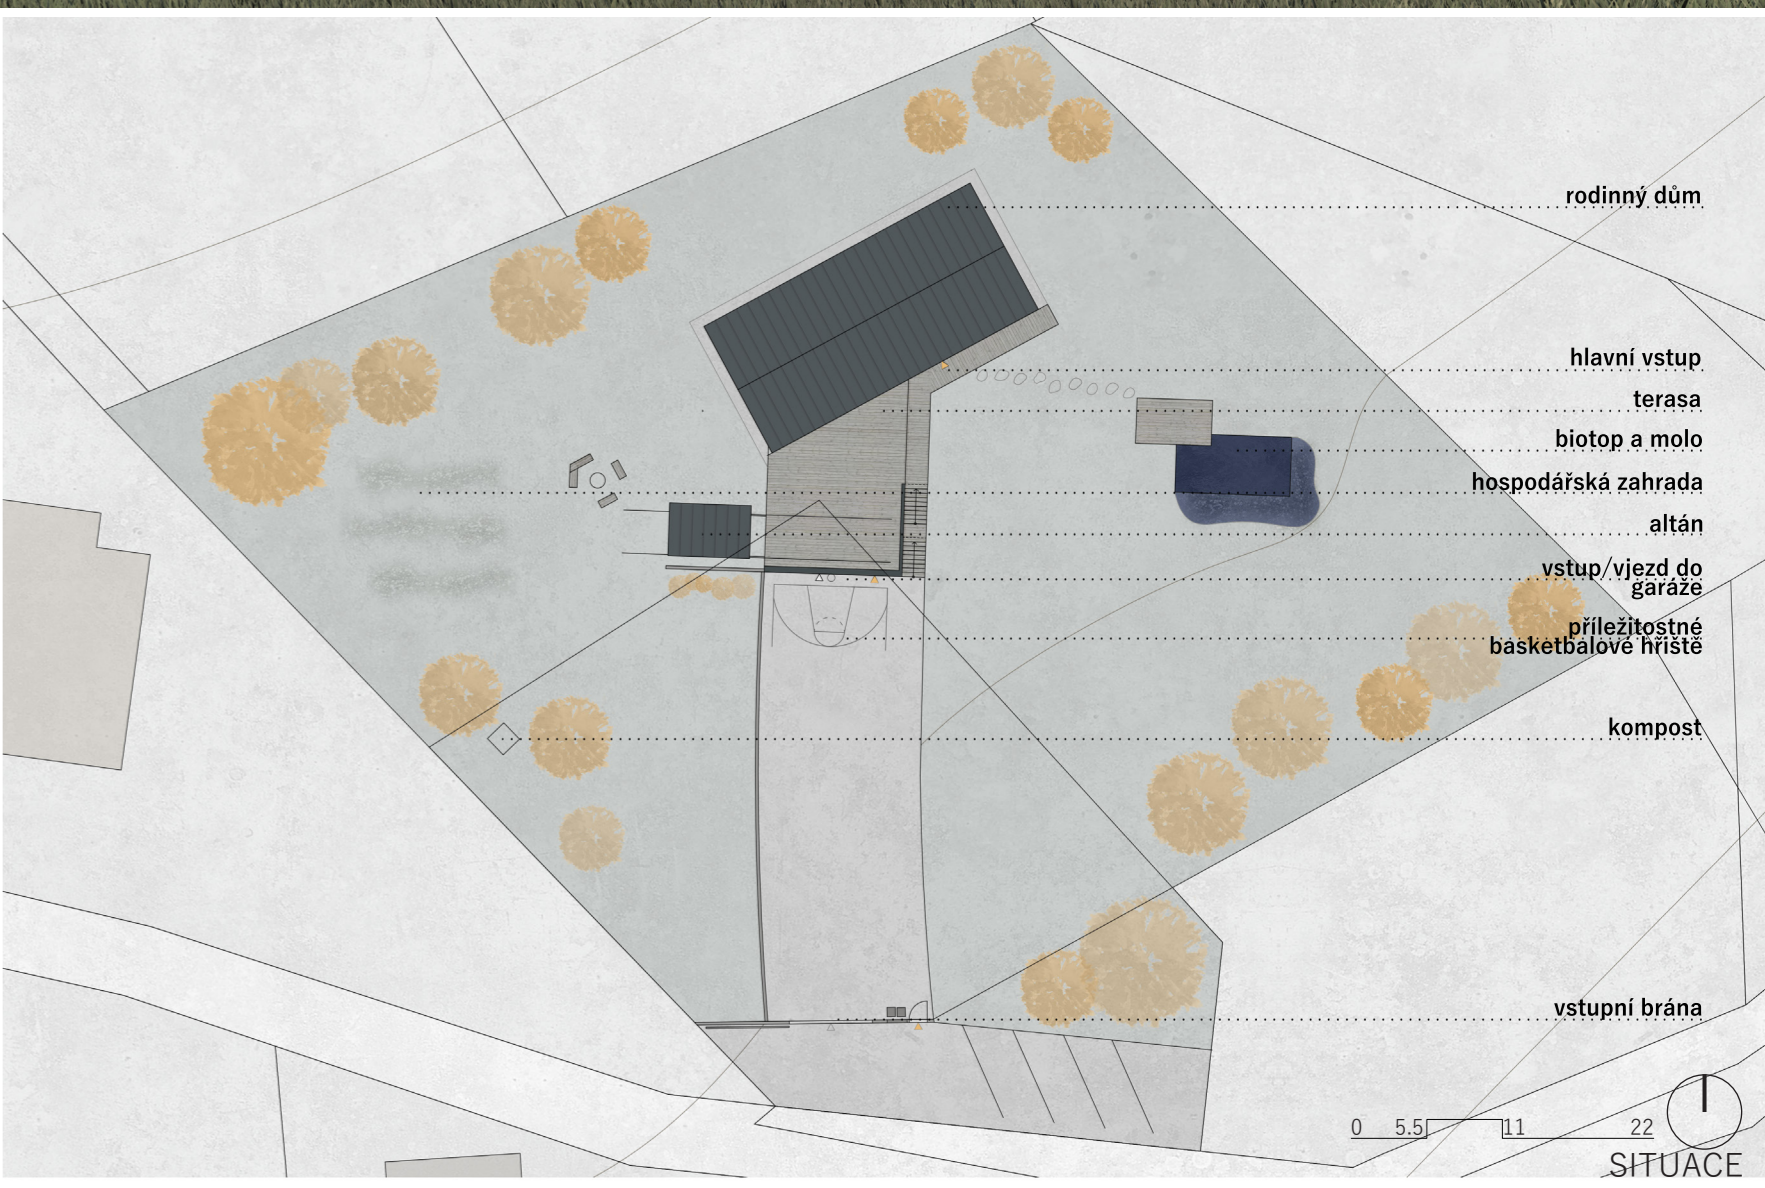 rodinný dům
hlavní vstup
terasa
biotop a molo
hospodářská zahrada
altán
vstup/vjezd do
garáže
příležitostné
basketbalové hřiště
kompost
vstupní brána
0 5.5 11 22
SITUACE